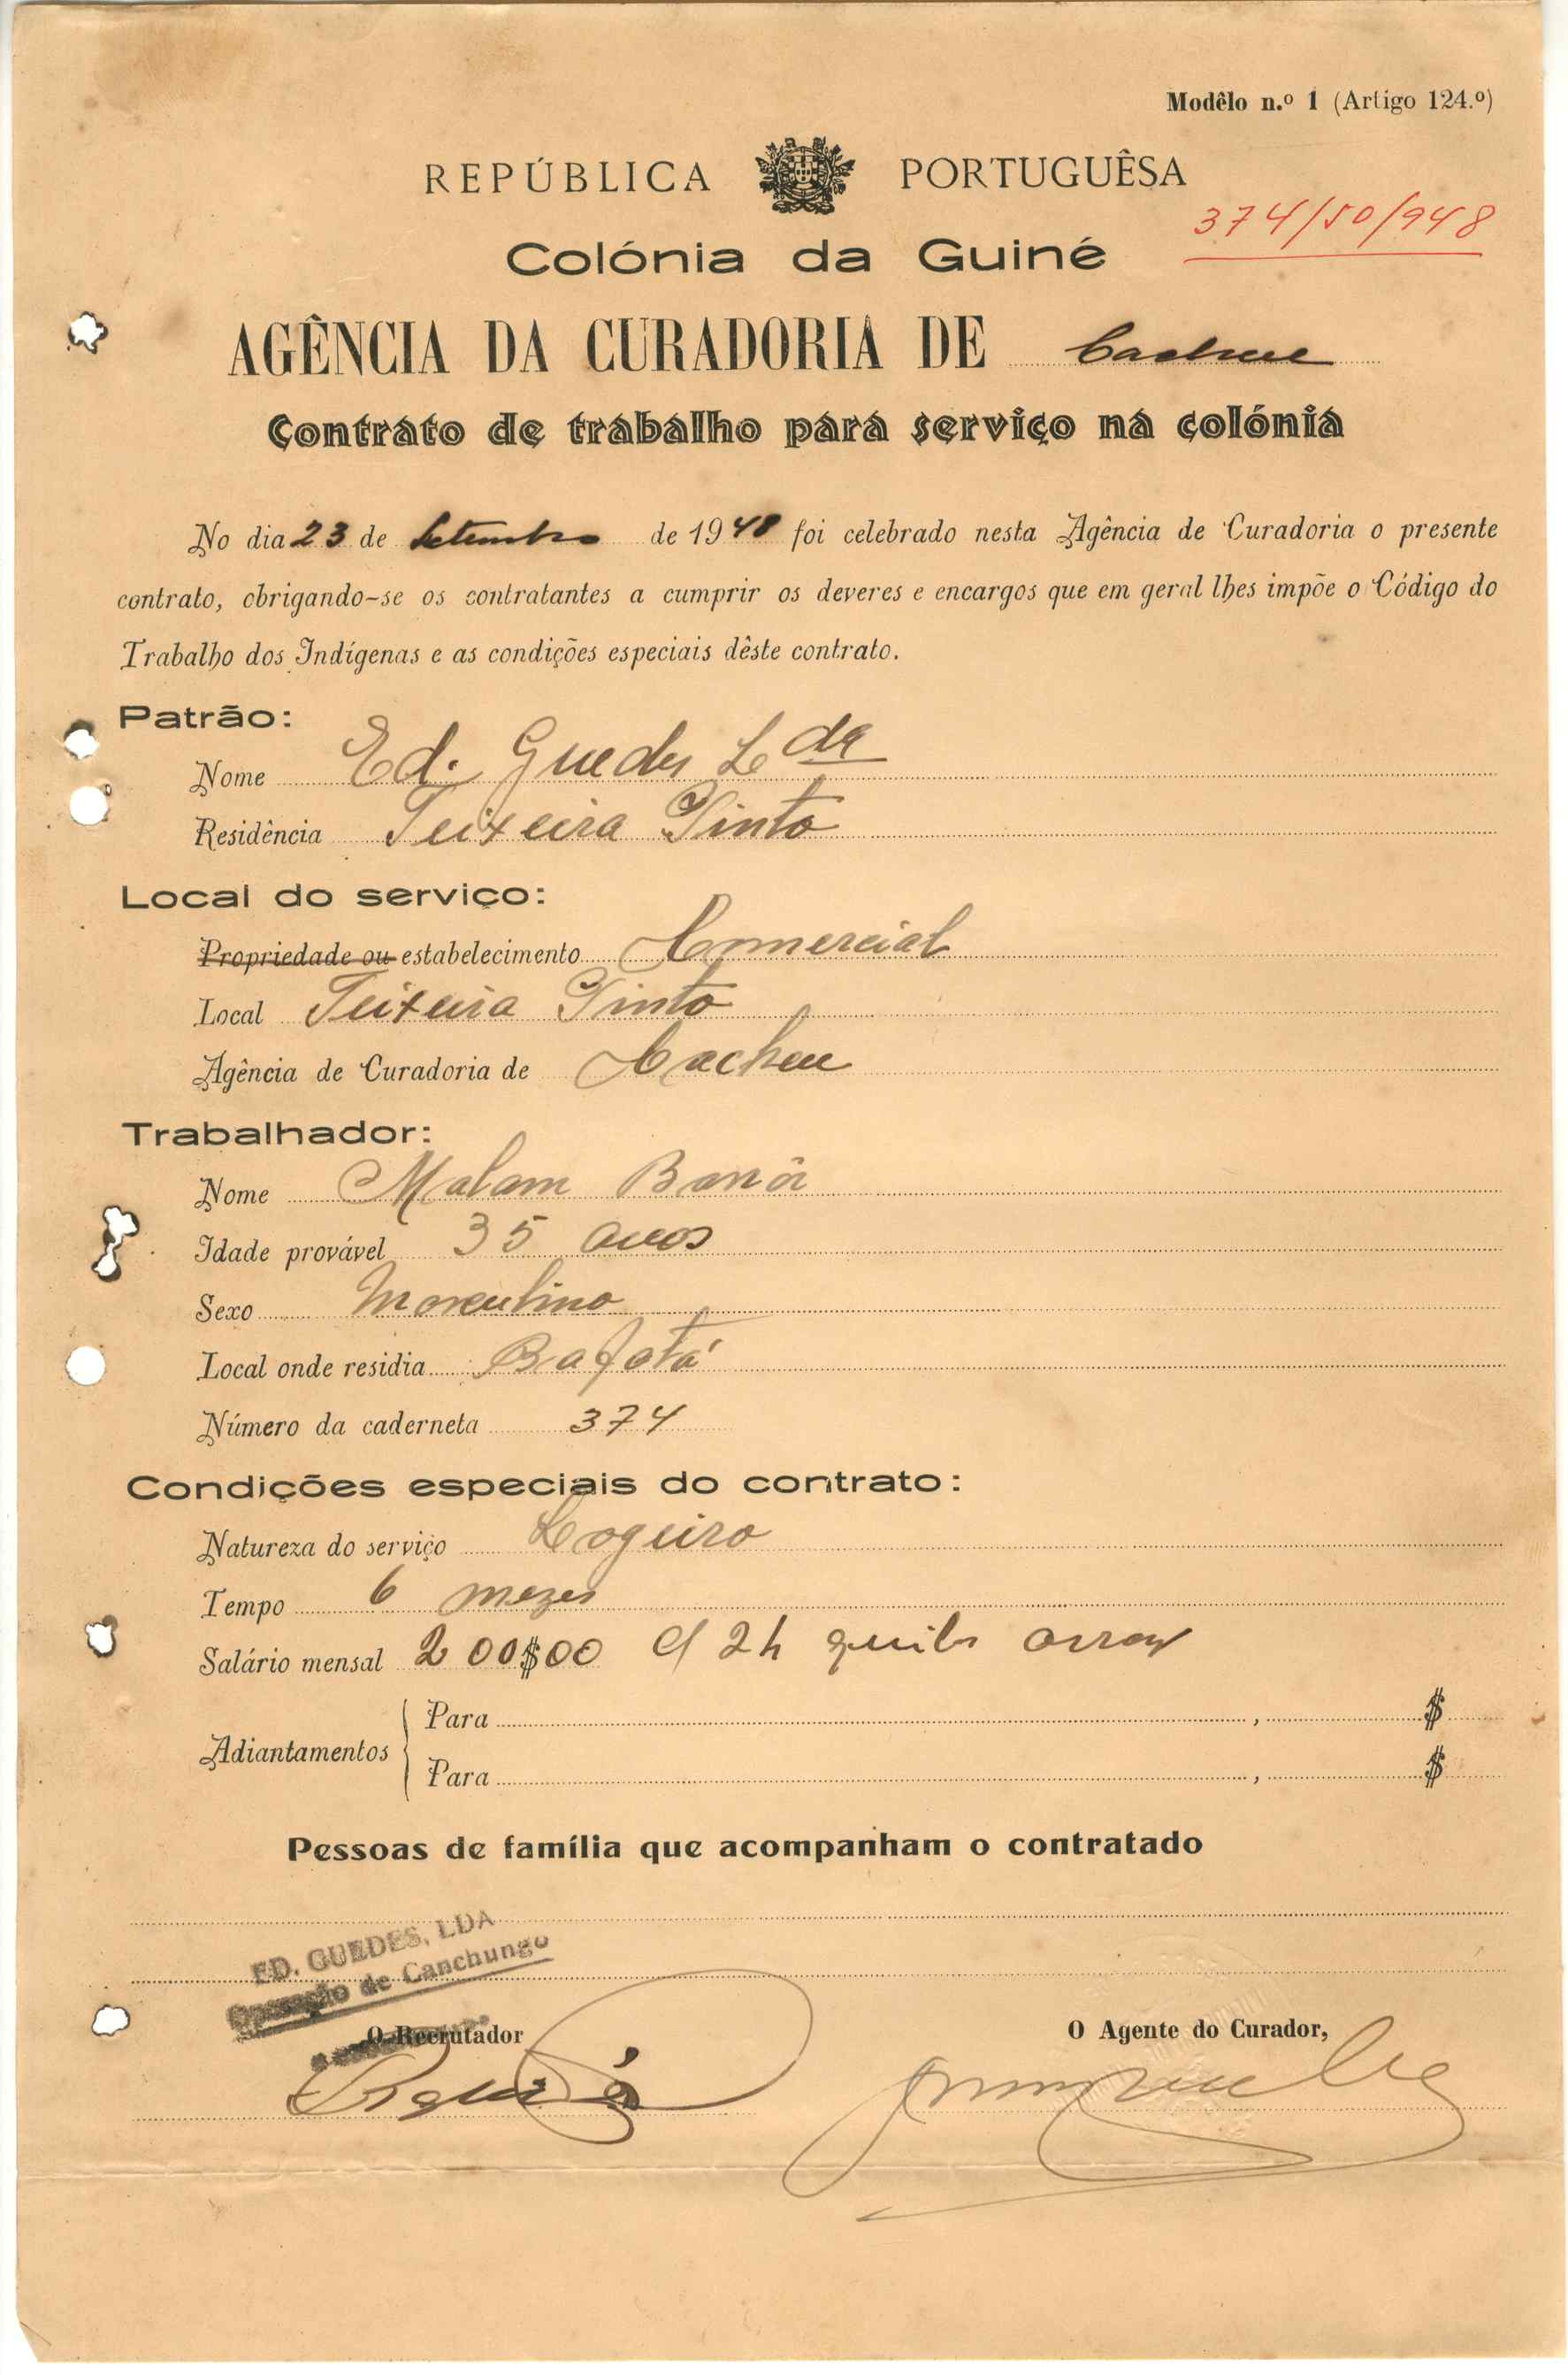 Modêlo n.º 1 (Artigo 124.º)
REPÚBLICA PORTUGUÊSA
374/50/948
Colónia da Guiné
AGÊNCIA DA CURADORIA DE Cacheu
Contrato de trabalho para serviço na colónia
No dia 23 de Setembro de 1948 foi celebrado nesta Agência de Curadoria o presente
contrato, obrigando-se os contratantes a cumprir os deveres e encargos que em geral lhes impõe o Código do
Trabalho dos Indígenas e as condições especiais dêste contrato.
Patrão:
Nome Ed. Guedes Lda
Residência Teixeira Pinto
Local do serviço:
Propriedade ou estabelecimento Comercial
Local Teixeira Pinto
Agência de Curadoria de Cacheu
Trabalhador:
Nome Malam
Idade provável 35 anos
Sexo Masculino
Local onde residia Bafatá
Número da caderneta 374
Condições especiais do contrato:
Natureza do serviço Logeiro
Tempo 6 mezes
Salário mensal 200$00 c/ 24 quilos arroz
Adiantamentos
Para , $
Para , $
Pessoas de família que acompanham o contratado
ED. GUEDES, LDA
de Canchungo
O Recrutador
O Agente do Curador,